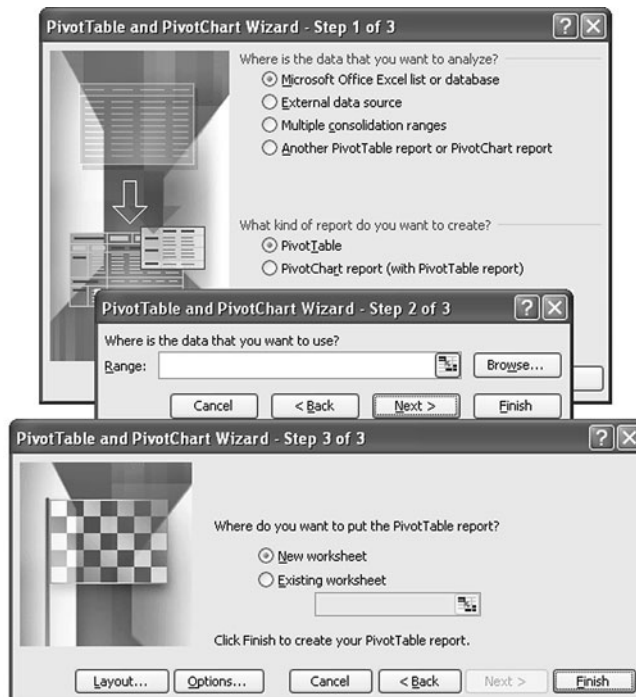 PivotTable and PivotChart Wizard - Step 1 of 3
Where is the data that you want to analyze?
Microsoft Office Excel list or database
External data source
Multiple consolidation ranges
Another PivotTable report or PivotChart report
What kind of report do you want to create?
PivotTable
PivotChart report (with PivotTable report)
PivotTable and PivotChart Wizard - Step 2 of 3
Where is the data that you want to use?
Range: Browse...
Cancel < Back Next > Finish
PivotTable and PivotChart Wizard - Step 3 of 3
Where do you want to put the PivotTable report?
New worksheet
Existing worksheet
Click Finish to create your PivotTable report.
Layout... Options... Cancel < Back Next > Finish